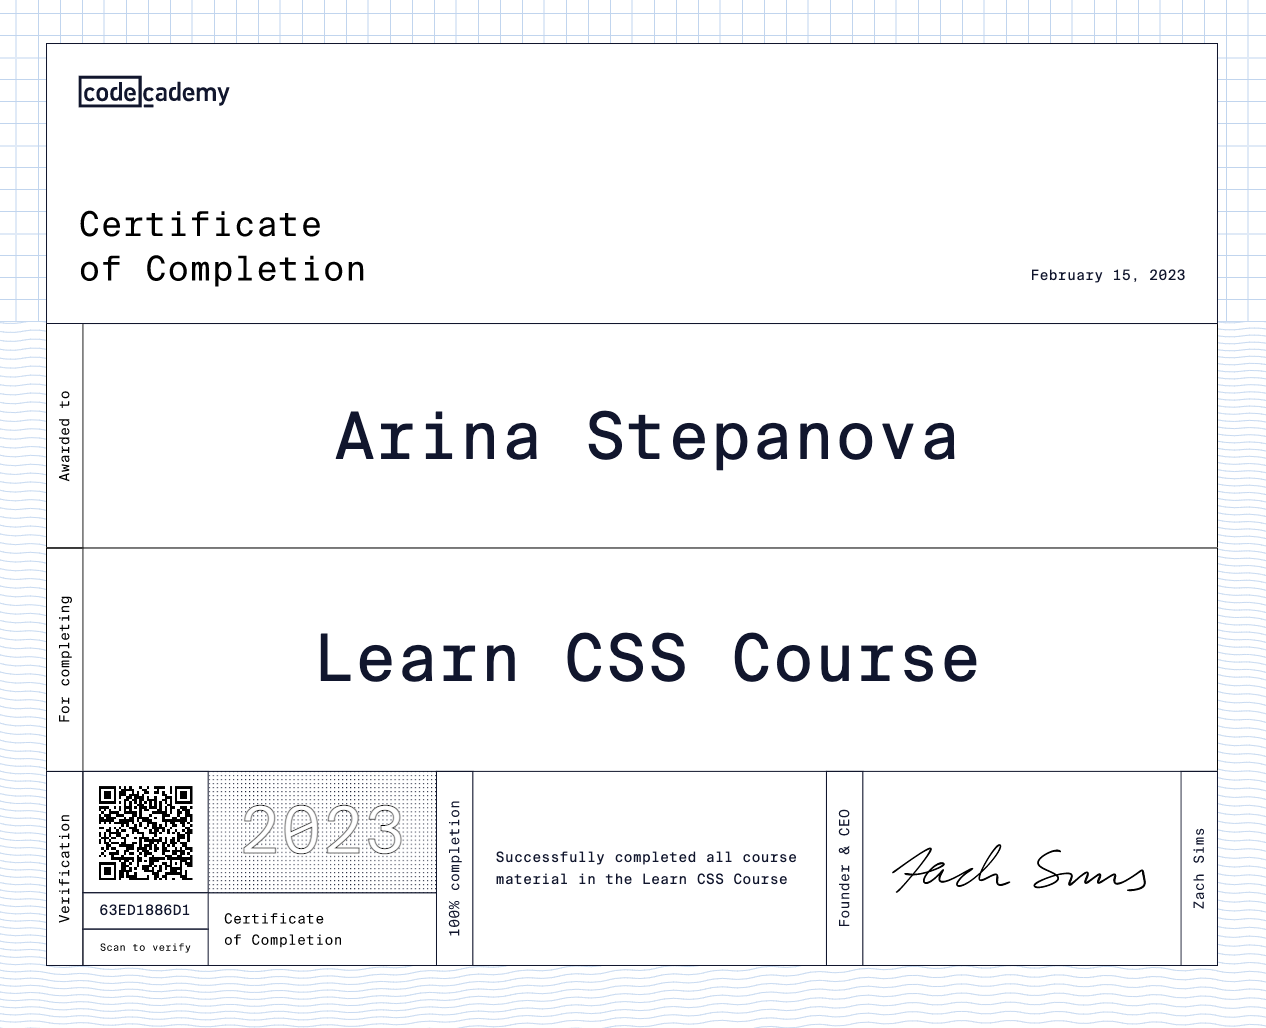 codecademy
Certificate
of Completion
February 15, 2023
Awarded to
Arina Stepanova
For completing
Learn CSS Course
Verification
63ED1886D1
Scan to verify
2023
Certificate
of Completion
100% completion
Successfully completed all course
material in the Learn CSS Course
Founder & CEO
Zach Sims
Zach Sims